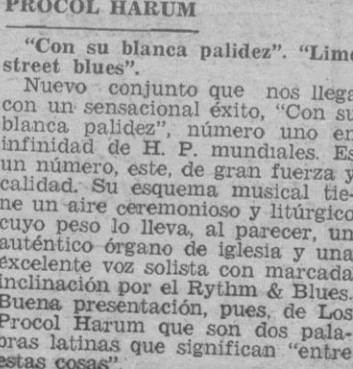 PROCOL HARUM
"Con su blanca palidez". "Lime
street blues".
Nuevo conjunto que nos llega
con un sensacional éxito, "Con su
blanca palidez", número uno en
infinidad de H. P. mundiales. Es
un número, este, de gran fuerza y
calidad. Su esquema musical tie-
ne un aire ceremonioso y litúrgico
cuyo peso lo lleva, al parecer, un
auténtico órgano de iglesia y una
excelente voz solista con marcada
inclinación por el Rythm & Blues.
Buena presentación, pues, de Los
Procol Harum que son dos pala-
bras latinas que significan "entre
estas cosas"